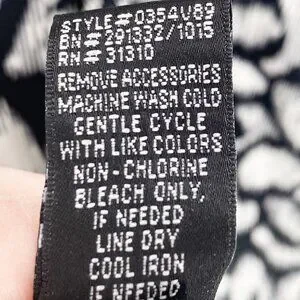 STYLE#0354V89
BN#291332/1015
RN#31310
REMOVE ACCESSORIES
MACHINE WASH COLD
GENTLE CYCLE
WITH LIKE COLORS
NON-CHLORINE
BLEACH ONLY,
IF NEEDED
LINE DRY
COOL IRON
IF NEEDED